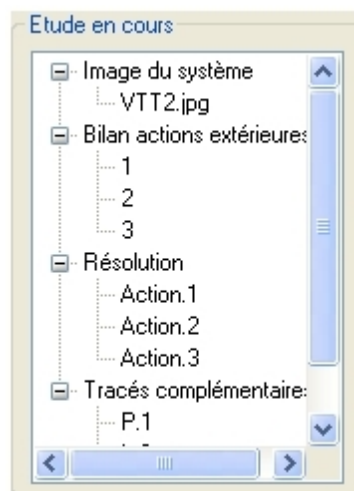 Etude en cours
Image du système
VTT2.jpg
Bilan actions extérieures
1
2
3
Résolution
Action.1
Action.2
Action.3
Tracés complémentaire
P.1